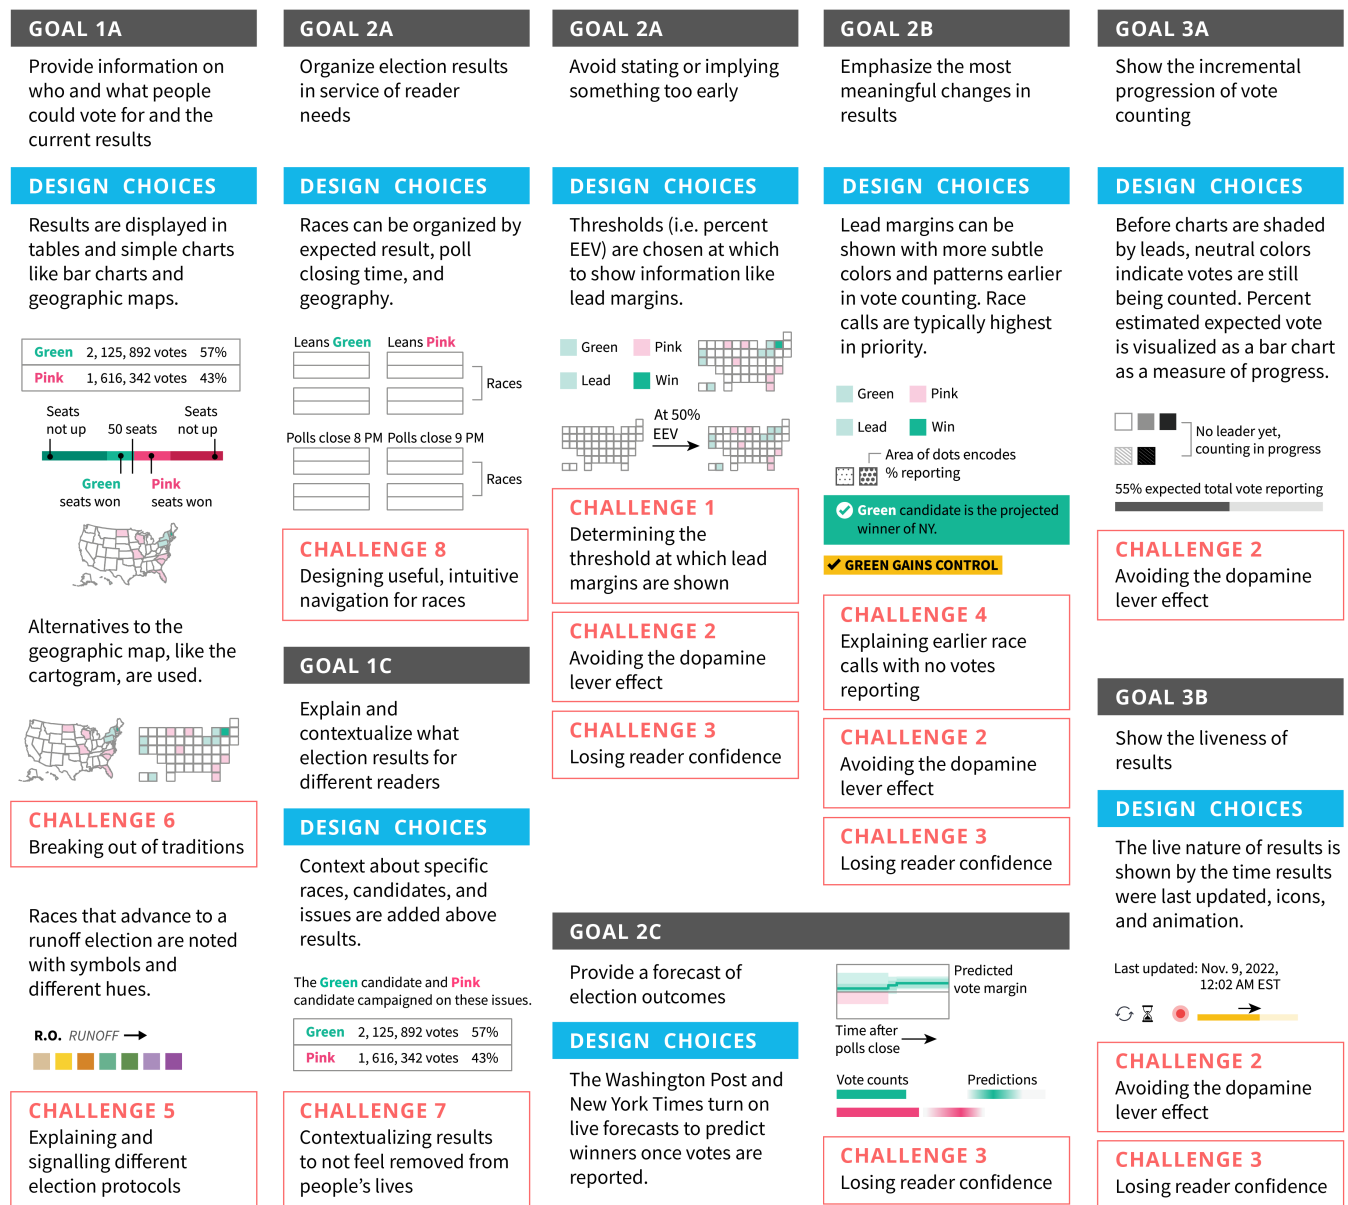 GOAL 1A
Provide information on
who and what people
could vote for and the
current results
DESIGN CHOICES
Results are displayed in
tables and simple charts
like bar charts and
geographic maps.
Green 2, 125, 892 votes 57%
Pink 1, 616, 342 votes 43%
Seats
not up
50 seats
Seats
not up
Green
seats won
Pink
seats won
Alternatives to the
geographic map, like the
cartogram, are used.
CHALLENGE 6
Breaking out of traditions
Races that advance to a
runoff election are noted
with symbols and
different hues.
R.O. RUNOFF
CHALLENGE 5
Explaining and
signalling different
election protocols
GOAL 2A
Organize election results
in service of reader
needs
DESIGN CHOICES
Races can be organized by
expected result, poll
closing time, and
geography.
Leans Green Leans Pink
Races
Polls close 8 PM Polls close 9 PM
Races
CHALLENGE 8
Designing useful, intuitive
navigation for races
GOAL 1C
Explain and
contextualize what
election results for
different readers
DESIGN CHOICES
Context about specific
races, candidates, and
issues are added above
results.
The Green candidate and Pink
candidate campaigned on these issues.
Green 2, 125, 892 votes 57%
Pink 1, 616, 342 votes 43%
CHALLENGE 7
Contextualizing results
to not feel removed from
people's lives
GOAL 2A
Avoid stating or implying
something too early
DESIGN CHOICES
Thresholds (i.e. percent
EEV) are chosen at which
to show information like
lead margins.
Green Pink
Lead Win
At 50%
EEV
CHALLENGE 1
Determining the
threshold at which lead
margins are shown
CHALLENGE 2
Avoiding the dopamine
lever effect
CHALLENGE 3
Losing reader confidence
GOAL 2B
Emphasize the most
meaningful changes in
results
DESIGN CHOICES
Lead margins can be
shown with more subtle
colors and patterns earlier
in vote counting. Race
calls are typically highest
in priority.
Green Pink
Lead Win
Area of dots encodes
% reporting
Green candidate is the projected
winner of NY.
GREEN GAINS CONTROL
CHALLENGE 4
Explaining earlier race
calls with no votes
reporting
CHALLENGE 2
Avoiding the dopamine
lever effect
CHALLENGE 3
Losing reader confidence
GOAL 2C
Provide a forecast of
election outcomes
DESIGN CHOICES
The Washington Post and
New York Times turn on
live forecasts to predict
winners once votes are
reported.
Predicted
vote margin
Time after
polls close
Vote counts Predictions
CHALLENGE 3
Losing reader confidence
GOAL 3A
Show the incremental
progression of vote
counting
DESIGN CHOICES
Before charts are shaded
by leads, neutral colors
indicate votes are still
being counted. Percent
estimated expected vote
is visualized as a bar chart
as a measure of progress.
No leader yet,
counting in progress
55% expected total vote reporting
CHALLENGE 2
Avoiding the dopamine
lever effect
GOAL 3B
Show the liveness of
results
DESIGN CHOICES
The live nature of results is
shown by the time results
were last updated, icons,
and animation.
Last updated: Nov. 9, 2022,
12:02 AM EST
CHALLENGE 2
Avoiding the dopamine
lever effect
CHALLENGE 3
Losing reader confidence